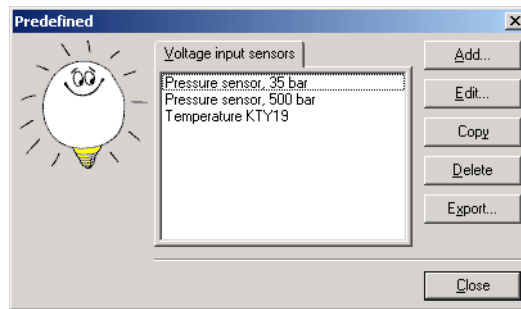 Predefined
Voltage input sensors
Pressure sensor, 35 bar
Pressure sensor, 500 bar
Temperature KTY19
Add...
Edit...
Copy
Delete
Export...
Close